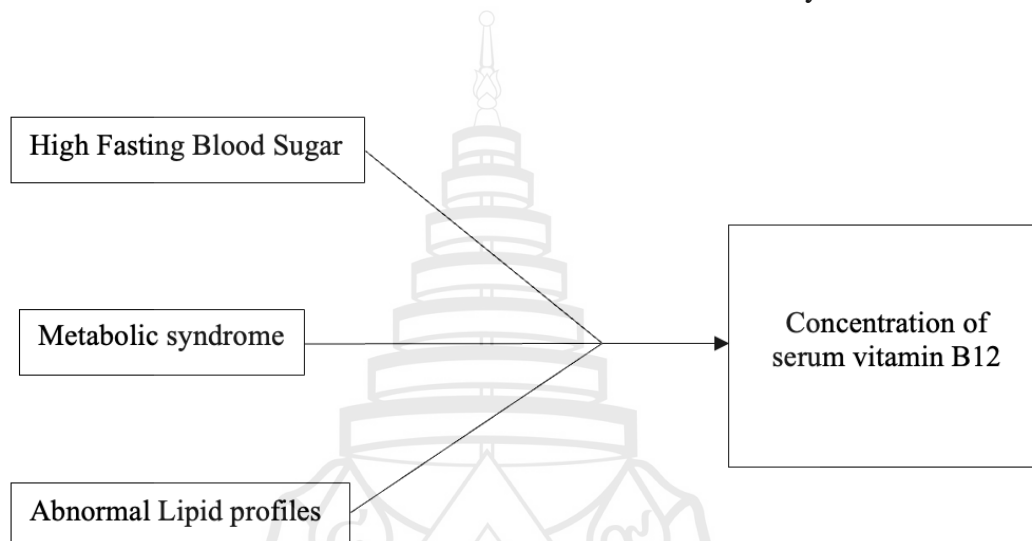 High Fasting Blood Sugar
Metabolic syndrome
Concentration of
serum vitamin B12
Abnormal Lipid profiles